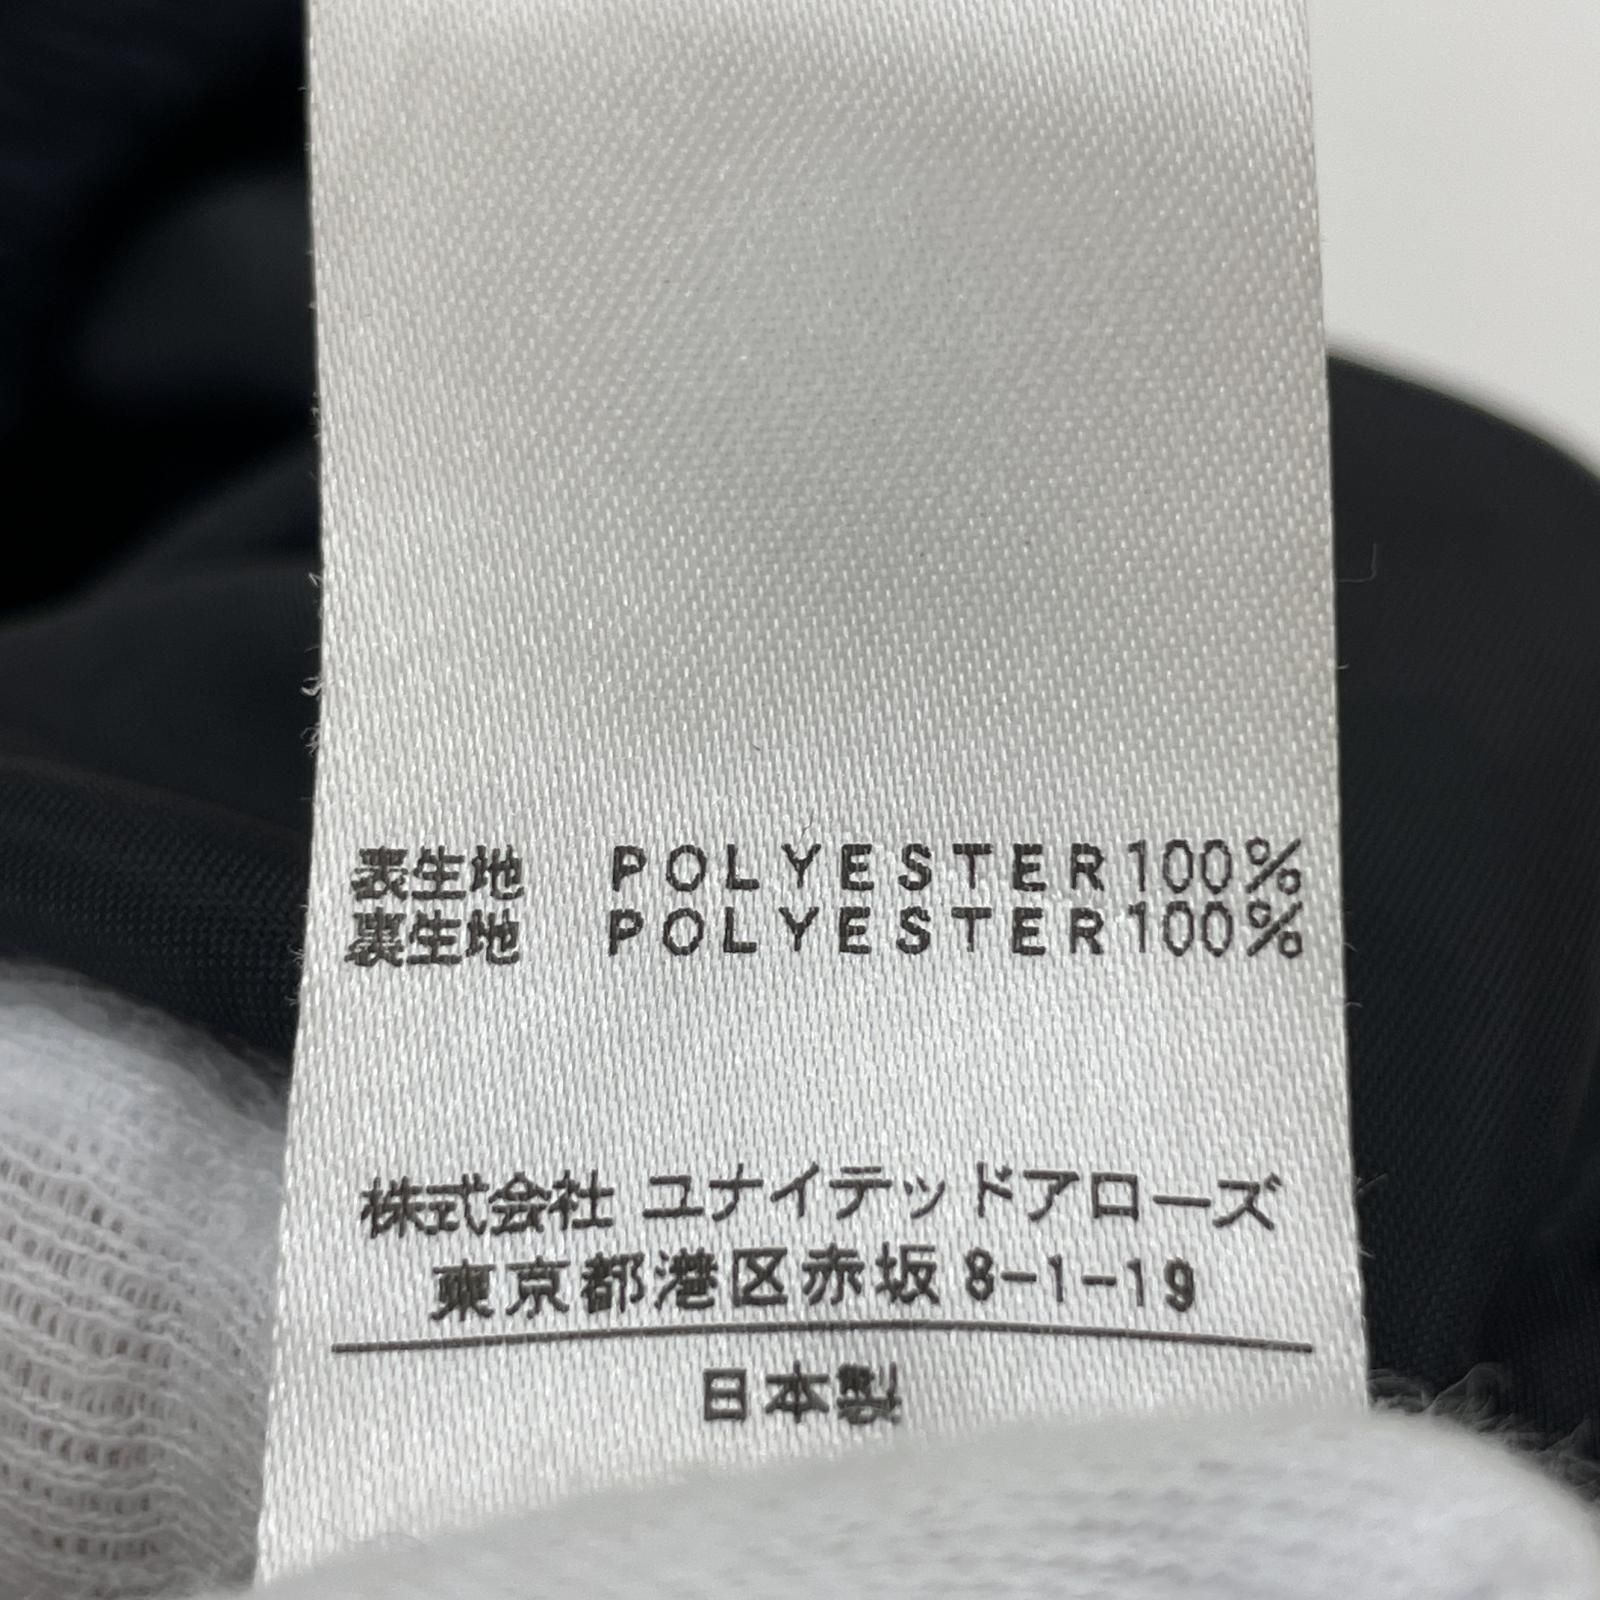 表生地 POLYESTER100%
裏生地 POLYESTER100%
株式会社 ユナイテッドアローズ
東京都港区赤坂 8-1-19
日本製